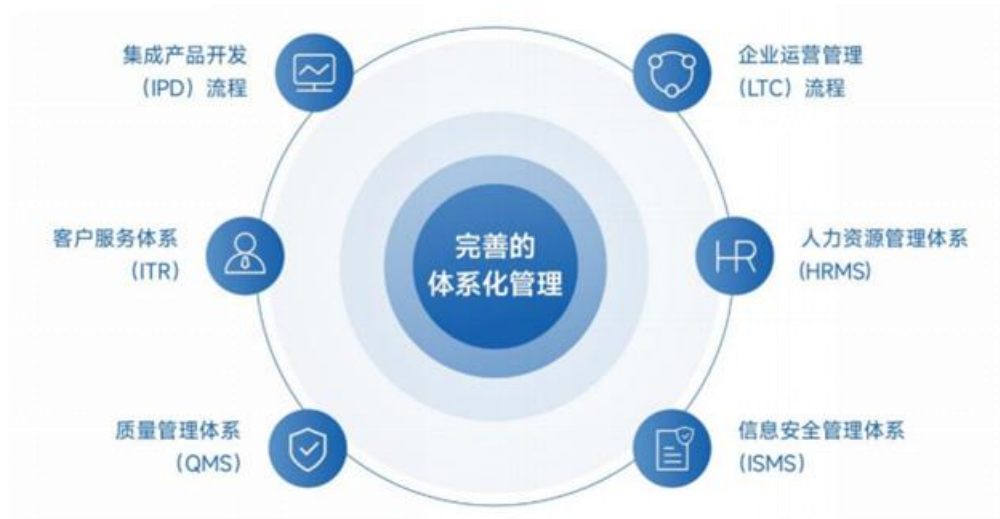 集成产品开发
（IPD）流程
企业运营管理
（LTC）流程
客户服务体系
（ITR）
完善的
体系化管理
HR
人力资源管理体系
（HRMS）
质量管理体系
（QMS）
信息安全管理体系
（ISMS）